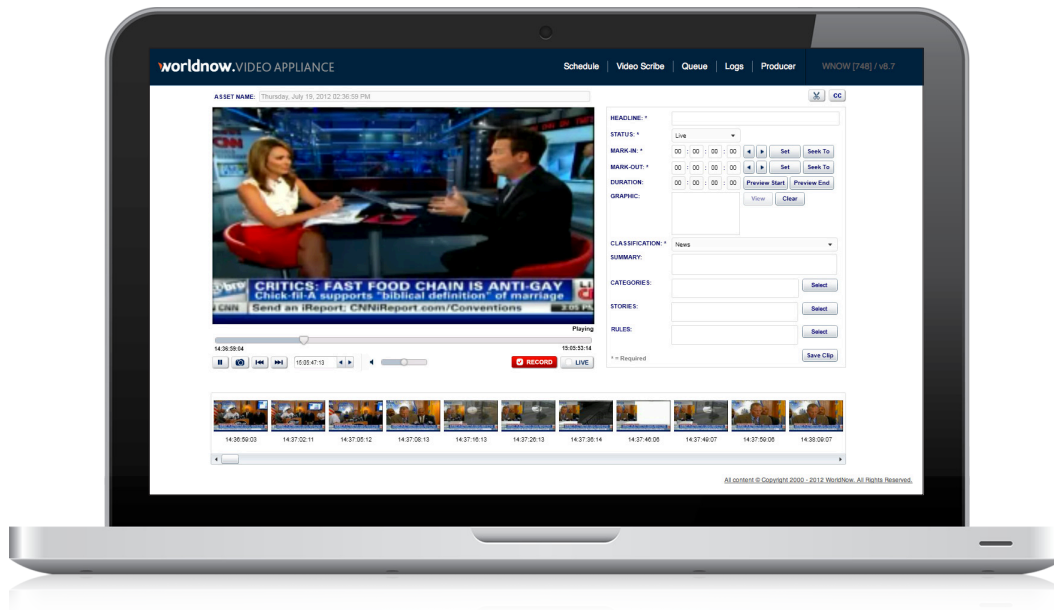 worldnow.VIDEO APPLIANCE
Schedule | Video Scribe | Queue | Logs | Producer
WNOW [748] / v8.7
ASSET NAME: Thursday, July 19, 2012 02:36:59 PM
CC
CNN
CRITICS: FAST FOOD CHAIN IS ANTI-GAY
Chick-fil-A supports "biblical definition" of marriage
CNN Send an iReport; CNNiReport.com/Conventions 3:05 PM
Playing
14:36:59:04 15:05:53:14
15:05:47:13
RECORD LIVE
HEADLINE: *
STATUS: * Live
MARK-IN: * 00 : 00 : 00 : 00 Set Seek To
MARK-OUT: * 00 : 00 : 00 : 00 Set Seek To
DURATION: 00 : 00 : 00 : 00 Preview Start Preview End
GRAPHIC: View Clear
CLASSIFICATION: * News
SUMMARY:
CATEGORIES: Select
STORIES: Select
RULES: Select
* = Required Save Clip
14:36:59:03 14:37:02:11 14:37:05:12 14:37:08:13 14:37:16:13 14:37:26:13 14:37:36:14 14:37:46:06 14:37:49:07 14:37:59:06 14:38:09:07
All content © Copyright 2000 - 2012 WorldNow. All Rights Reserved.